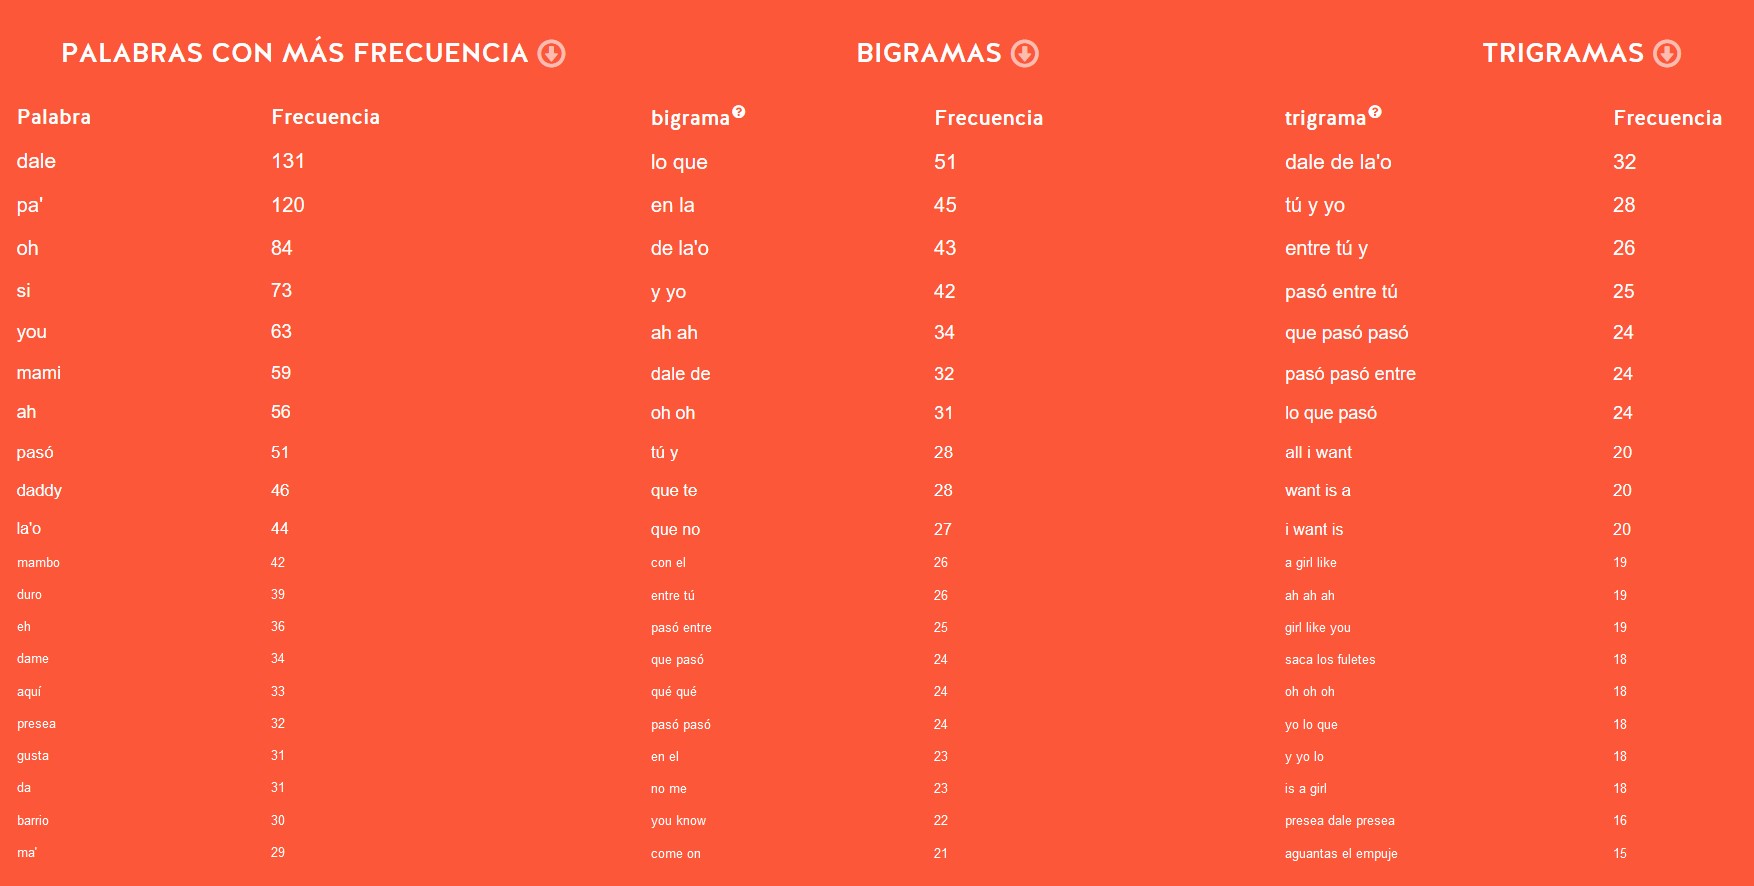 PALABRAS CON MÁS FRECUENCIA BIGRAMAS TRIGRAMAS
Palabra Frecuencia bigrama? Frecuencia trigrama? Frecuencia
dale 131 lo que 51 dale de la'o 32
pa' 120 en la 45 tú y yo 28
oh 84 de la'o 43 entre tú y 26
si 73 y yo 42 pasó entre tú 25
you 63 ah ah 34 que pasó pasó 24
mami 59 dale de 32 pasó pasó entre 24
ah 56 oh oh 31 lo que pasó 24
pasó 51 tú y 28 all i want 20
daddy 46 que te 28 want is a 20
la'o 44 que no 27 i want is 20
mambo 42 con el 26 a girl like 19
duro 39 entre tú 26 ah ah ah 19
eh 36 pasó entre 25 girl like you 19
dame 34 que pasó 24 saca los fuletes 18
aquí 33 qué qué 24 oh oh oh 18
presea 32 pasó pasó 24 yo lo que 18
gusta 31 en el 23 y yo lo 18
da 31 no me 23 is a girl 18
barrio 30 you know 22 presea dale presea 16
ma' 29 come on 21 aguantas el empuje 15